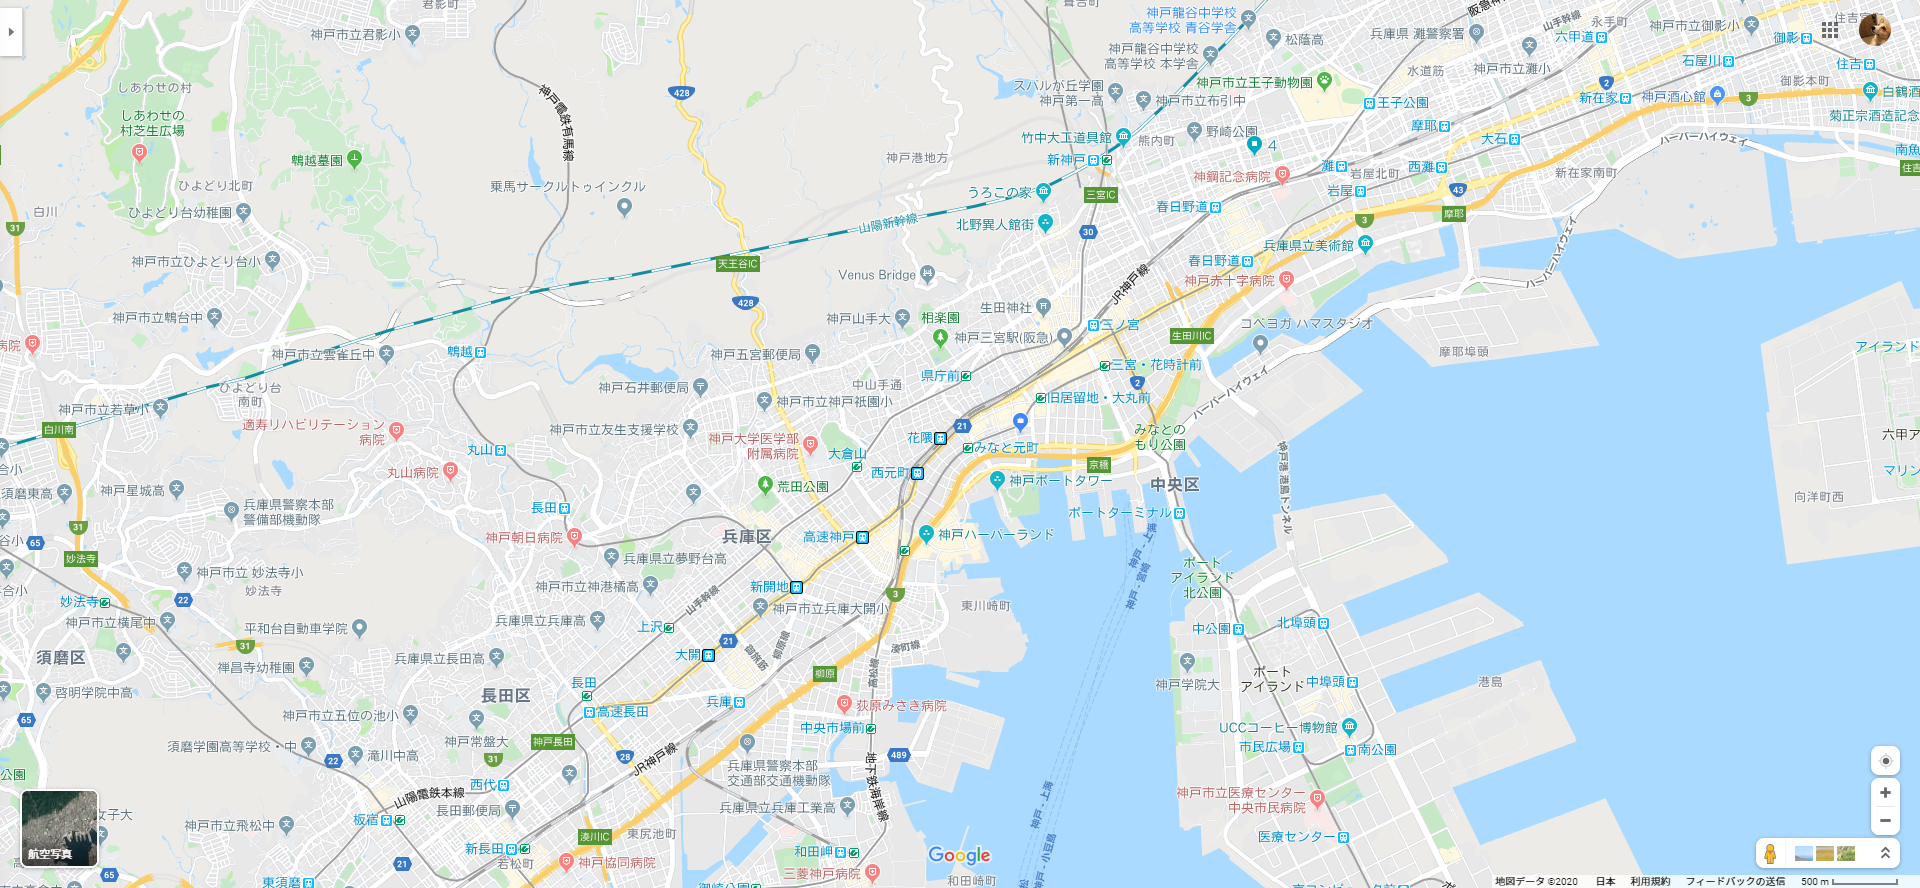 君影町
神戸市立君影小
しあわせの村
しあわせの
村芝生広場
鵯越墓園
ひよどり北町
ひよどり台幼稚園
白川
31
神戸市立ひよどり台小
神戸市立鵯台中
病院
神戸市立雲雀丘中
鵯越
ひよどり台
南町
神戸市立若草小
白川南
適寿リハビリテーション
病院
丸山
丸山病院
神戸星城高
須磨東高
兵庫県警察本部
警備部機動隊
31
65
妙法寺
神戸市立 妙法寺小
妙法寺
妙法寺
22
神戸市立横尾中
平和台自動車学院
31
須磨区
禅昌寺幼稚園
啓明学院中高
65
神戸市立五位の池小
須磨学園高等学校・中
22
滝川中高
神戸電鉄有馬線
428
乗馬サークルトゥインクル
神戸港地方
山陽新幹線
天王谷IC
428
Venus Bridge
神戸山手大
相楽園
神戸五宮郵便局
神戸石井郵便局
中山手通
神戸市立神戸祇園小
県庁前
神戸市立友生支援学校
神戸大学医学部
附属病院
大倉山
荒田公園
長田
神戸朝日病院
兵庫区
兵庫県立夢野台高
神戸市立神港橘高
兵庫県立兵庫高
山手幹線
上沢
兵庫県立長田高
長田
長田区
高速長田
神戸常盤大
神戸長田
31
28
西代
山陽電鉄本線
長田郵便局
板宿
神戸市立飛松中
女子大
航空写真
新長田
若松町
湊川IC
神戸協同病院
東尻池町
東須磨
21
65
花隈
21
西元町
高速神戸
新開地
神戸市立兵庫大開小
大開
21
御旅筋
柳原線
兵庫
柳原
JR神戸線
中央市場前
兵庫県警察本部
交通部交通機動隊
兵庫県立兵庫工業高
和田岬
三菱神戸病院
和田崎町
御崎公園
489
地下鉄海岸線
荻原みさき病院
高松線
湊町線
3
東川崎町
神戸ハーバーランド
神戸ポートタワー
みなと元町
旧居留地・大丸前
三宮・花時計前
三ノ宮
神戸三宮駅(阪急)
生田神社
北野異人館街
うろこの家
新神戸
竹中大工道具館
三宮IC
30
熊内町
神戸市立布引中
スバルが丘学園
神戸第一高
神戸龍谷中学校
高等学校 本学舎
神戸龍谷中学校
高等学校 青谷学舎
篭吉町
松蔭高
神戸市立王子動物園
野崎公園
4
神鋼記念病院
春日野道
春日野道
神戸赤十字病院
兵庫県立美術館
JR神戸線
生田川IC
2
コベヨガ ハマスタジオ
ハーバーハイウェイ
みなとの
もり公園
京橋
中央区
ポートターミナル
神戸 - 上海
神戸 - 宮崎
神戸港港島トンネル
ポート
アイランド
北公園
中公園
北埠頭
神戸学院大
ポート
アイランド
中埠頭
港島
UCCコーヒー博物館
市民広場
南公園
神戸市立医療センター
中央市民病院
医療センター
神戸 - 上海
神戸 - 小豆島
王子公園
灘
岩屋北町
岩屋
3
摩耶
西灘
大石
摩耶
43
摩耶埠頭
新在家南町
ハーバーハイウェイ
ハーバーハイウェイ
水道筋
兵庫県 灘警察署
神戸市立灘小
六甲道
山手幹線
永手町
神戸市立御影小
御影
石屋川
2
新在家
神戸酒心館
3
御影本町
住吉
白鶴酒
菊正宗酒造記念
南魚
住吉
アイランド
六甲ア
マリン
向洋町西
Google
地図データ ©2020
日本
利用規約
フィードバックの送信
500 m